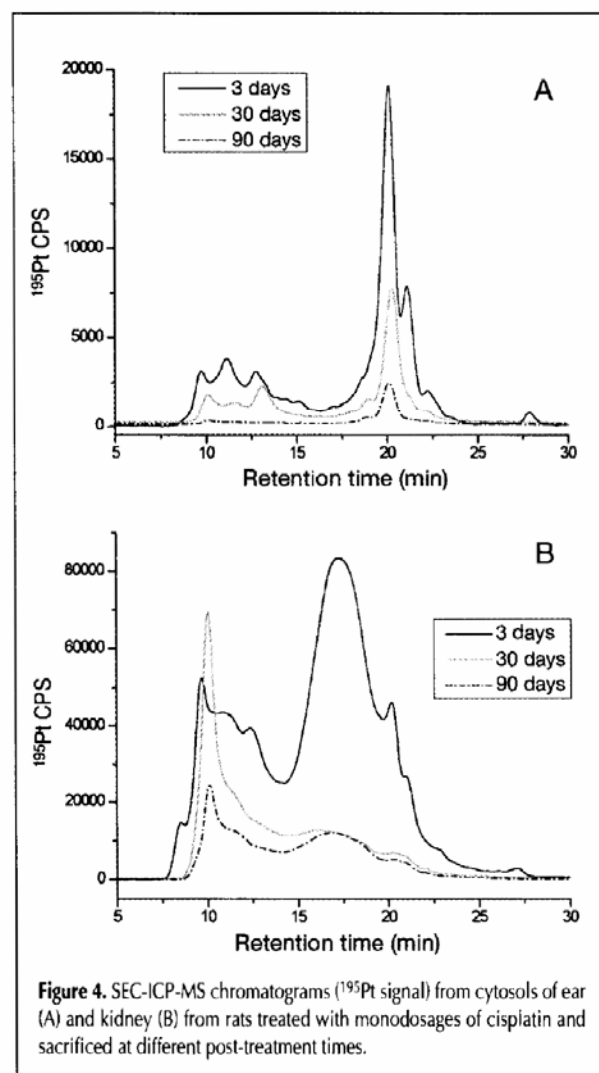 A
3 days
30 days
90 days
20000
15000
10000
5000
0
¹⁹⁵Pt CPS
5 10 15 20 25 30
Retention time (min)
B
3 days
30 days
90 days
80000
60000
40000
20000
0
¹⁹⁵Pt CPS
5 10 15 20 25 30
Retention time (min)
Figure 4. SEC-ICP-MS chromatograms (¹⁹⁵Pt signal) from cytosols of ear
(A) and kidney (B) from rats treated with monodosages of cisplatin and
sacrificed at different post-treatment times.